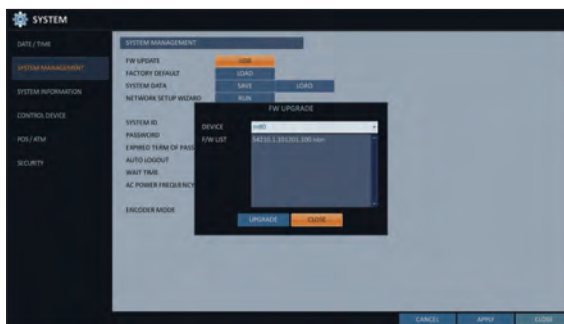 SYSTEM
DATE / TIME
SYSTEM MANAGEMENT
SYSTEM INFORMATION
CONTROL DEVICE
POS / ATM
SECURITY
SYSTEM MANAGEMENT
FW UPDATE USB
FACTORY DEFAULT LOAD
SYSTEM DATA SAVE LOAD
NETWORK SETUP WIZARD RUN
SYSTEM ID
PASSWORD
EXPIRED TERM OF PASS
AUTO LOGOUT
WAIT TIME
AC POWER FREQUENCY
ENCODER MODE
FW UPGRADE
DEVICE
F/W LIST
UPGRADE CLOSE
CANCEL APPLY CLOSE